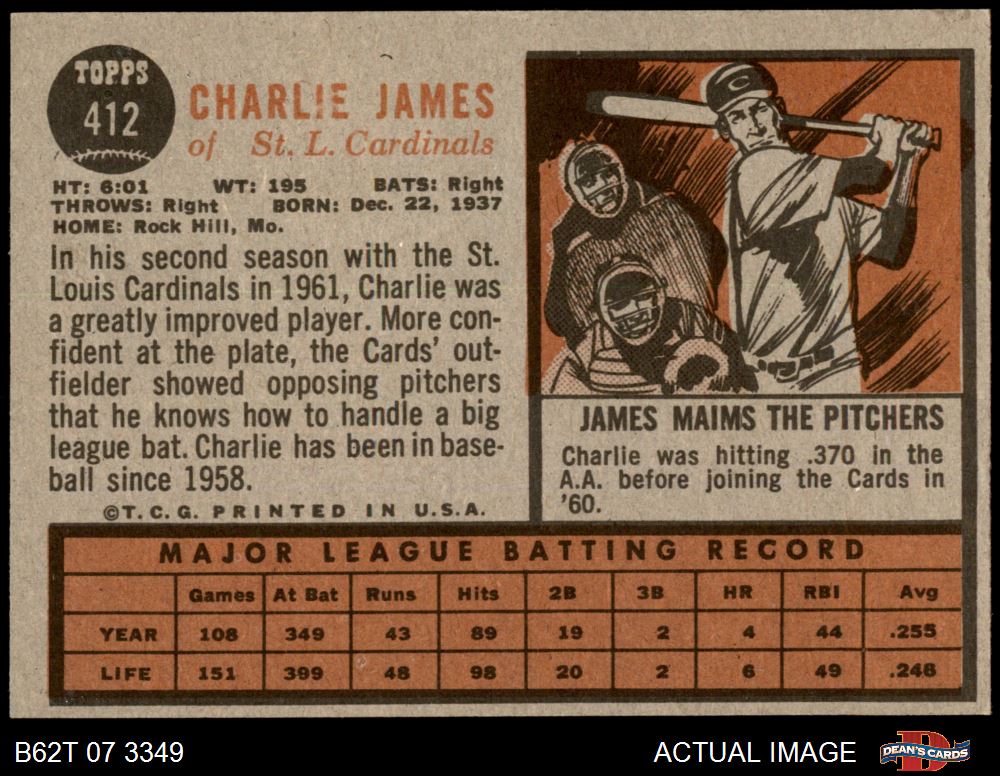 TOPPS
412
CHARLIE JAMES
of St. L. Cardinals
HT: 6:01 WT: 195 BATS: Right
THROWS: Right BORN: Dec. 22, 1937
HOME: Rock Hill, Mo.
In his second season with the St.
Louis Cardinals in 1961, Charlie was
a greatly improved player. More con-
fident at the plate, the Cards' out-
fielder showed opposing pitchers
that he knows how to handle a big
league bat. Charlie has been in base-
ball since 1958.
©T.C.G. PRINTED IN U.S.A.
C
JAMES MAIMS THE PITCHERS
Charlie was hitting .370 in the
A.A. before joining the Cards in
'60.
MAJOR LEAGUE BATTING RECORD
Games At Bat Runs Hits 2B 3B HR RBI Avg
YEAR 108 349 43 89 19 2 4 44 .255
LIFE 151 399 48 98 20 2 6 49 .246
B62T 07 3349
ACTUAL IMAGE
D
DEAN'S CARDS